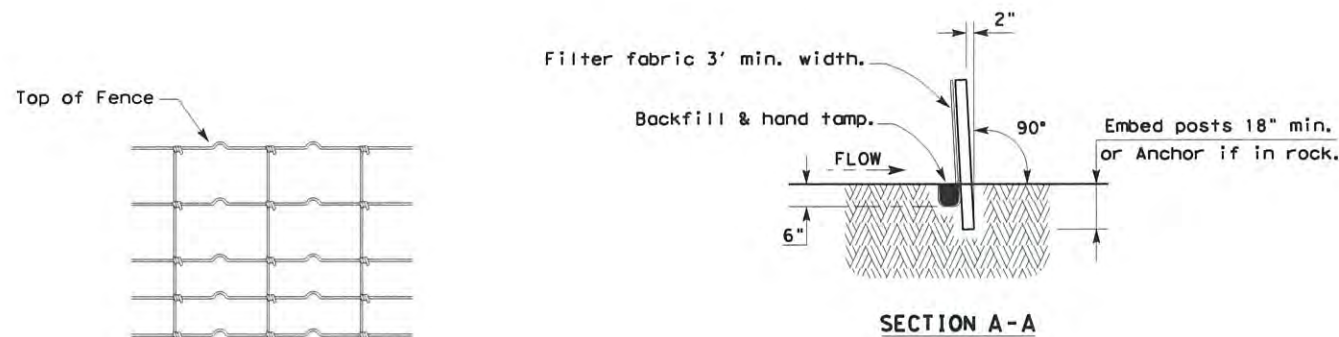 Top of Fence
2"
Filter fabric 3' min. width.
Backfill & hand tamp.
90°
Embed posts 18" min.
or Anchor if in rock.
FLOW
6"
SECTION A-A